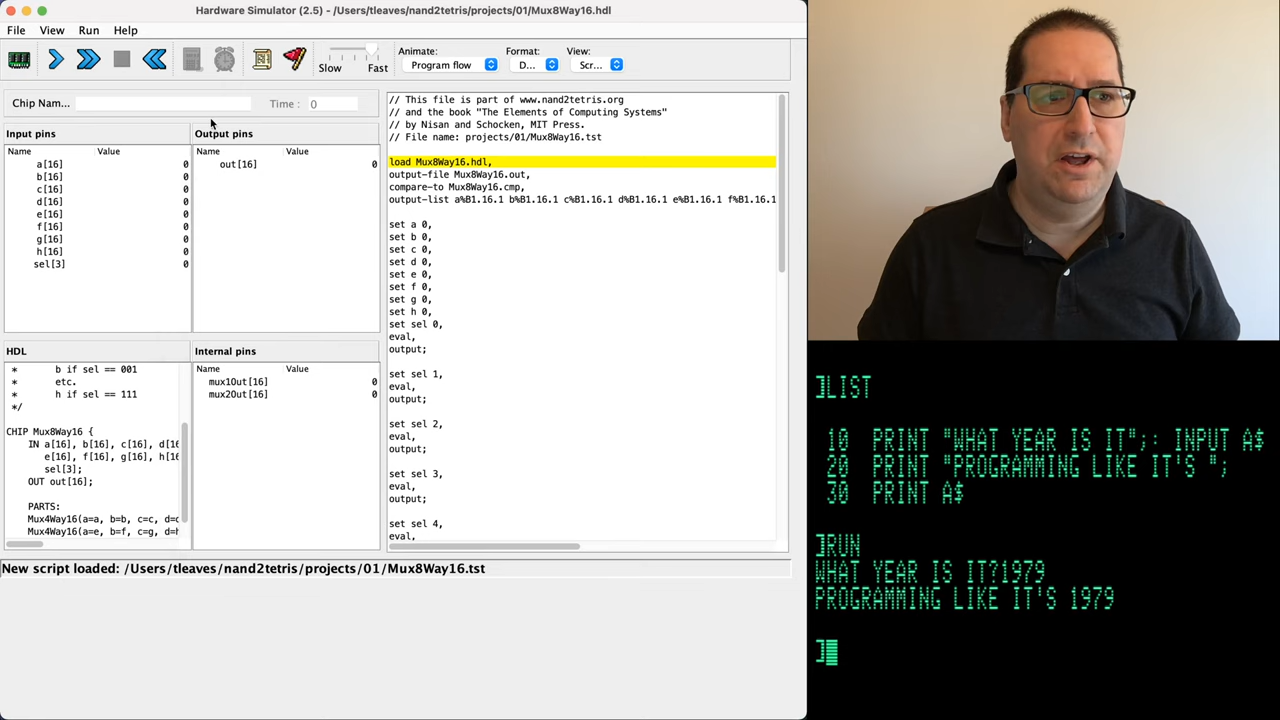 Hardware Simulator (2.5) - /Users/tleaves/nand2tetris/projects/01/Mux8Way16.hdl
File View Run Help
Slow Fast
Animate: Format: View:
Program flow D... Scr...
Chip Nam... Time : 0
Input pins
Name Value
a[16] 0
b[16] 0
c[16] 0
d[16] 0
e[16] 0
f[16] 0
g[16] 0
h[16] 0
sel[3] 0
Output pins
Name Value
out[16] 0
HDL
* b if sel == 001
* etc.
* h if sel == 111
*/
CHIP Mux8Way16 {
IN a[16], b[16], c[16], d[16
e[16], f[16], g[16], h[16
sel[3];
OUT out[16];
PARTS:
Mux4Way16(a=a, b=b, c=c, d=d
Mux4Way16(a=e, b=f, c=g, d=h
Internal pins
Name Value
mux1Out[16] 0
mux2Out[16] 0
// This file is part of www.nand2tetris.org
// and the book "The Elements of Computing Systems"
// by Nisan and Schocken, MIT Press.
// File name: projects/01/Mux8Way16.tst
load Mux8Way16.hdl,
output-file Mux8Way16.out,
compare-to Mux8Way16.cmp,
output-list a%B1.16.1 b%B1.16.1 c%B1.16.1 d%B1.16.1 e%B1.16.1 f%B1.16.1
set a 0,
set b 0,
set c 0,
set d 0,
set e 0,
set f 0,
set g 0,
set h 0,
set sel 0,
eval,
output;
set sel 1,
eval,
output;
set sel 2,
eval,
output;
set sel 3,
eval,
output;
set sel 4,
eval,
New script loaded: /Users/tleaves/nand2tetris/projects/01/Mux8Way16.tst
]LIST
10 PRINT "WHAT YEAR IS IT";: INPUT A$
20 PRINT "PROGRAMMING LIKE IT'S ";
30 PRINT A$
]RUN
WHAT YEAR IS IT?1979
PROGRAMMING LIKE IT'S 1979
]